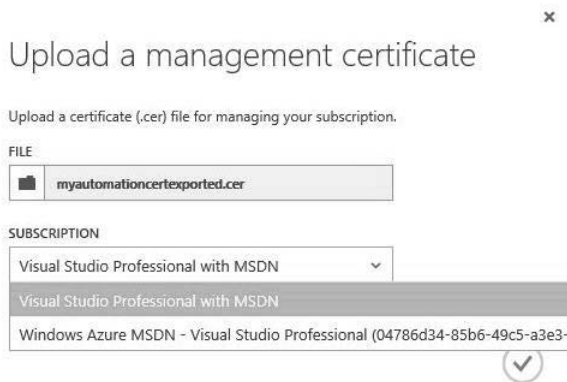 Upload a management certificate
Upload a certificate (.cer) file for managing your subscription.
FILE
myautomationcertexported.cer
SUBSCRIPTION
Visual Studio Professional with MSDN
Visual Studio Professional with MSDN
Windows Azure MSDN - Visual Studio Professional (04786d34-85b6-49c5-a3e3-